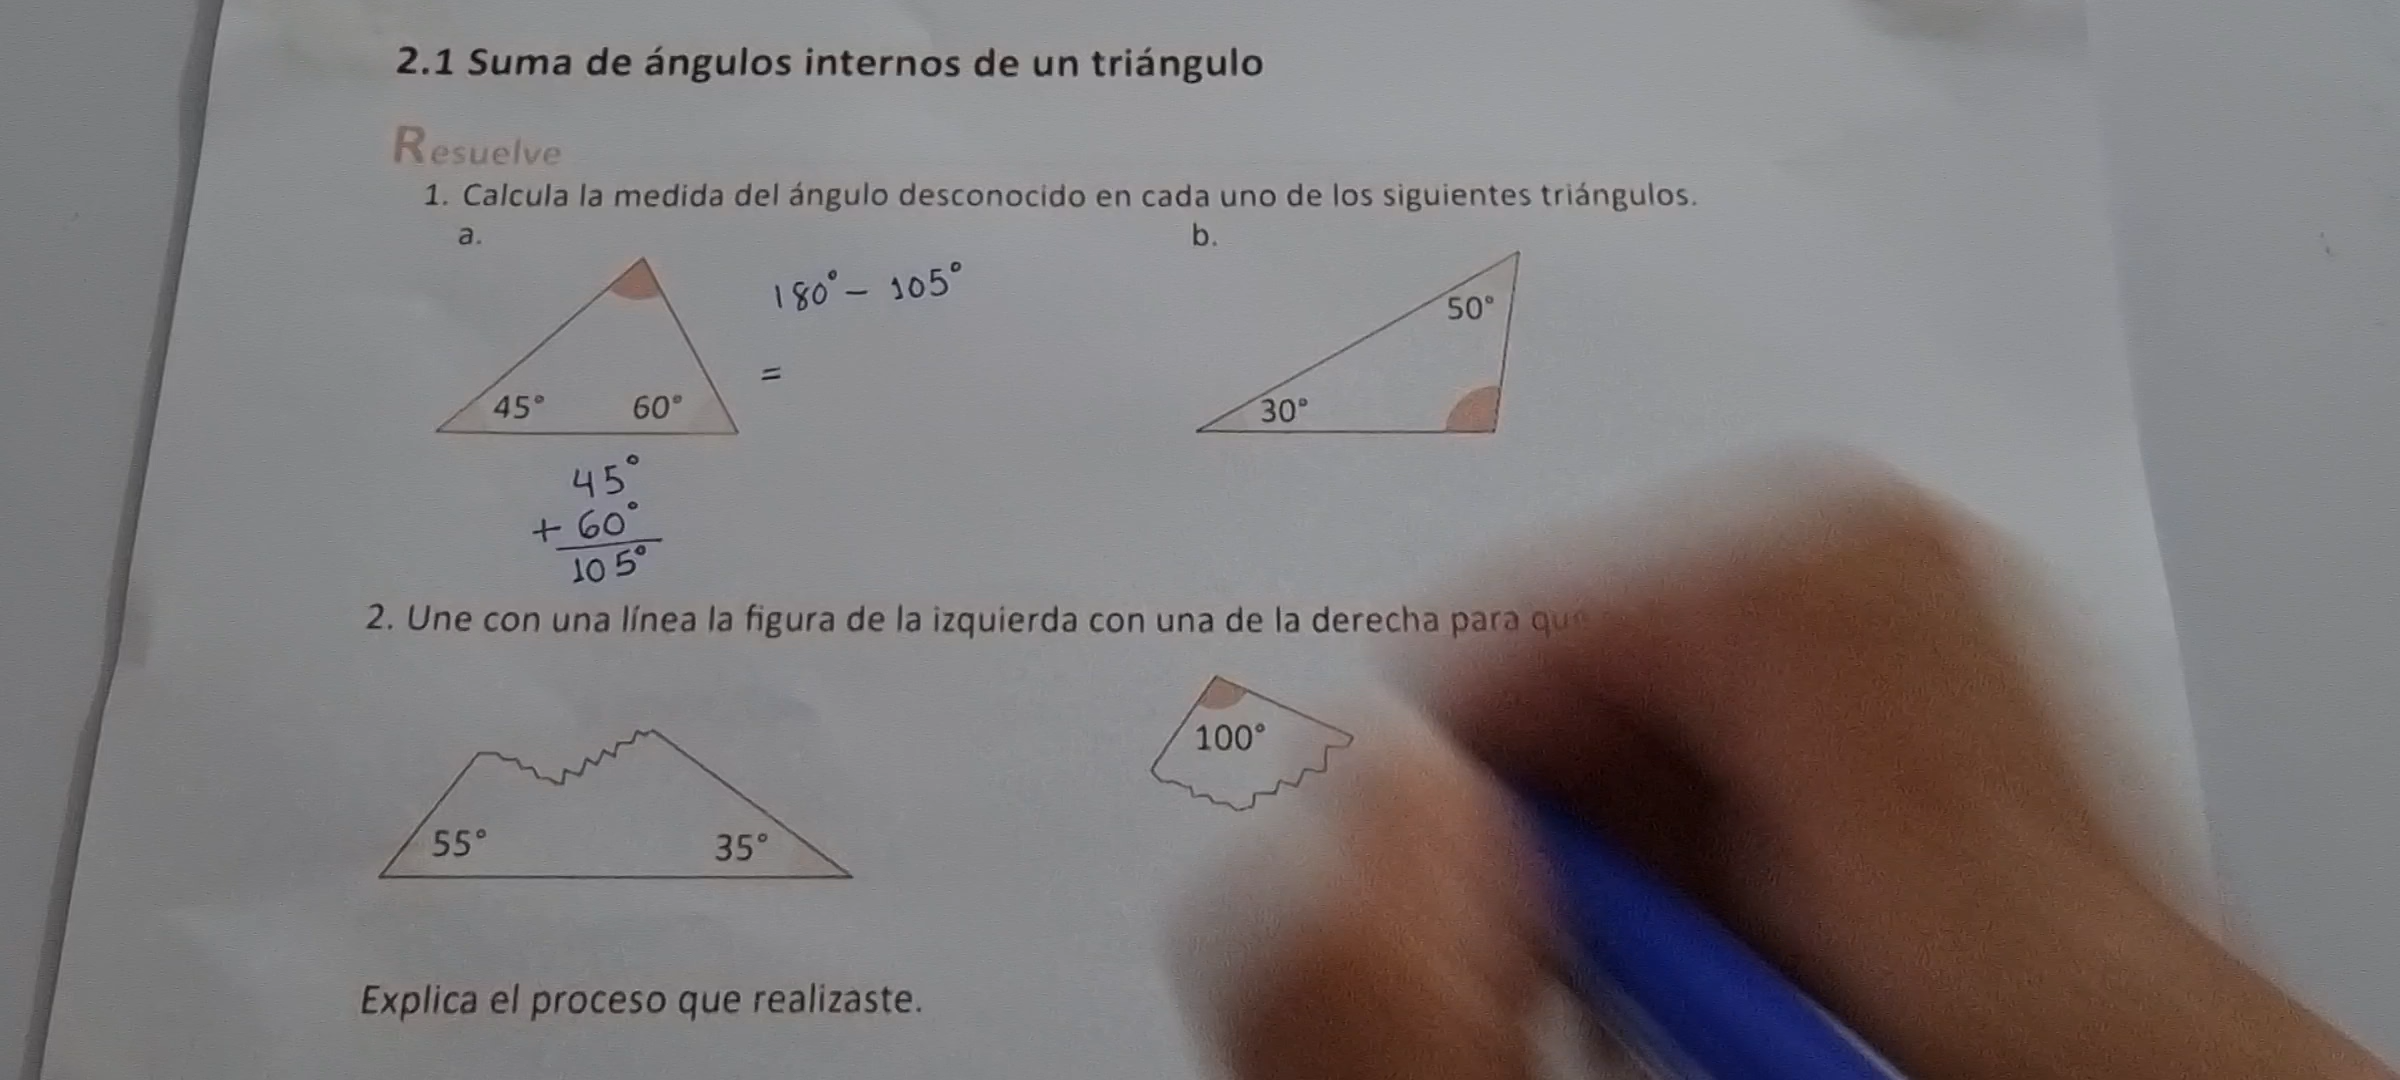 2.1 Suma de ángulos internos de un triángulo
Resuelve
1. Calcula la medida del ángulo desconocido en cada uno de los siguientes triángulos.
a.
b.
180° - 105°
=
45°
60°
50°
30°
45°
+ 60°
105°
2. Une con una línea la figura de la izquierda con una de la derecha para que
55°
35°
100°
Explica el proceso que realizaste.